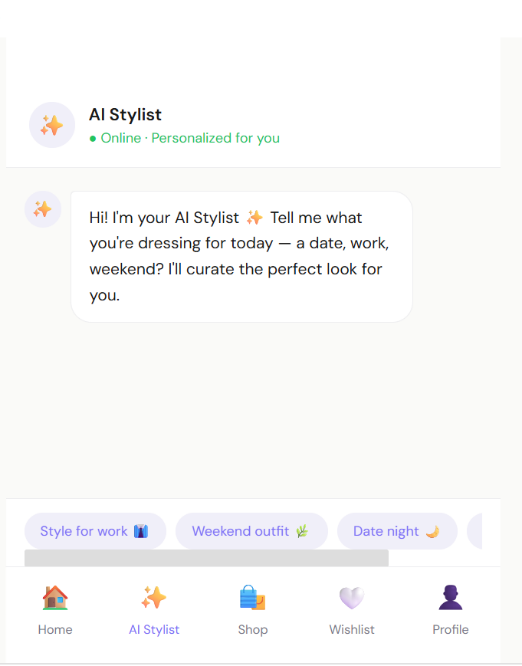 AI Stylist
● Online · Personalized for you
Hi! I'm your AI Stylist ✨ Tell me what
you're dressing for today — a date, work,
weekend? I'll curate the perfect look for
you.
Style for work 👔 Weekend outfit 🌿 Date night 🌙
Home AI Stylist Shop Wishlist Profile